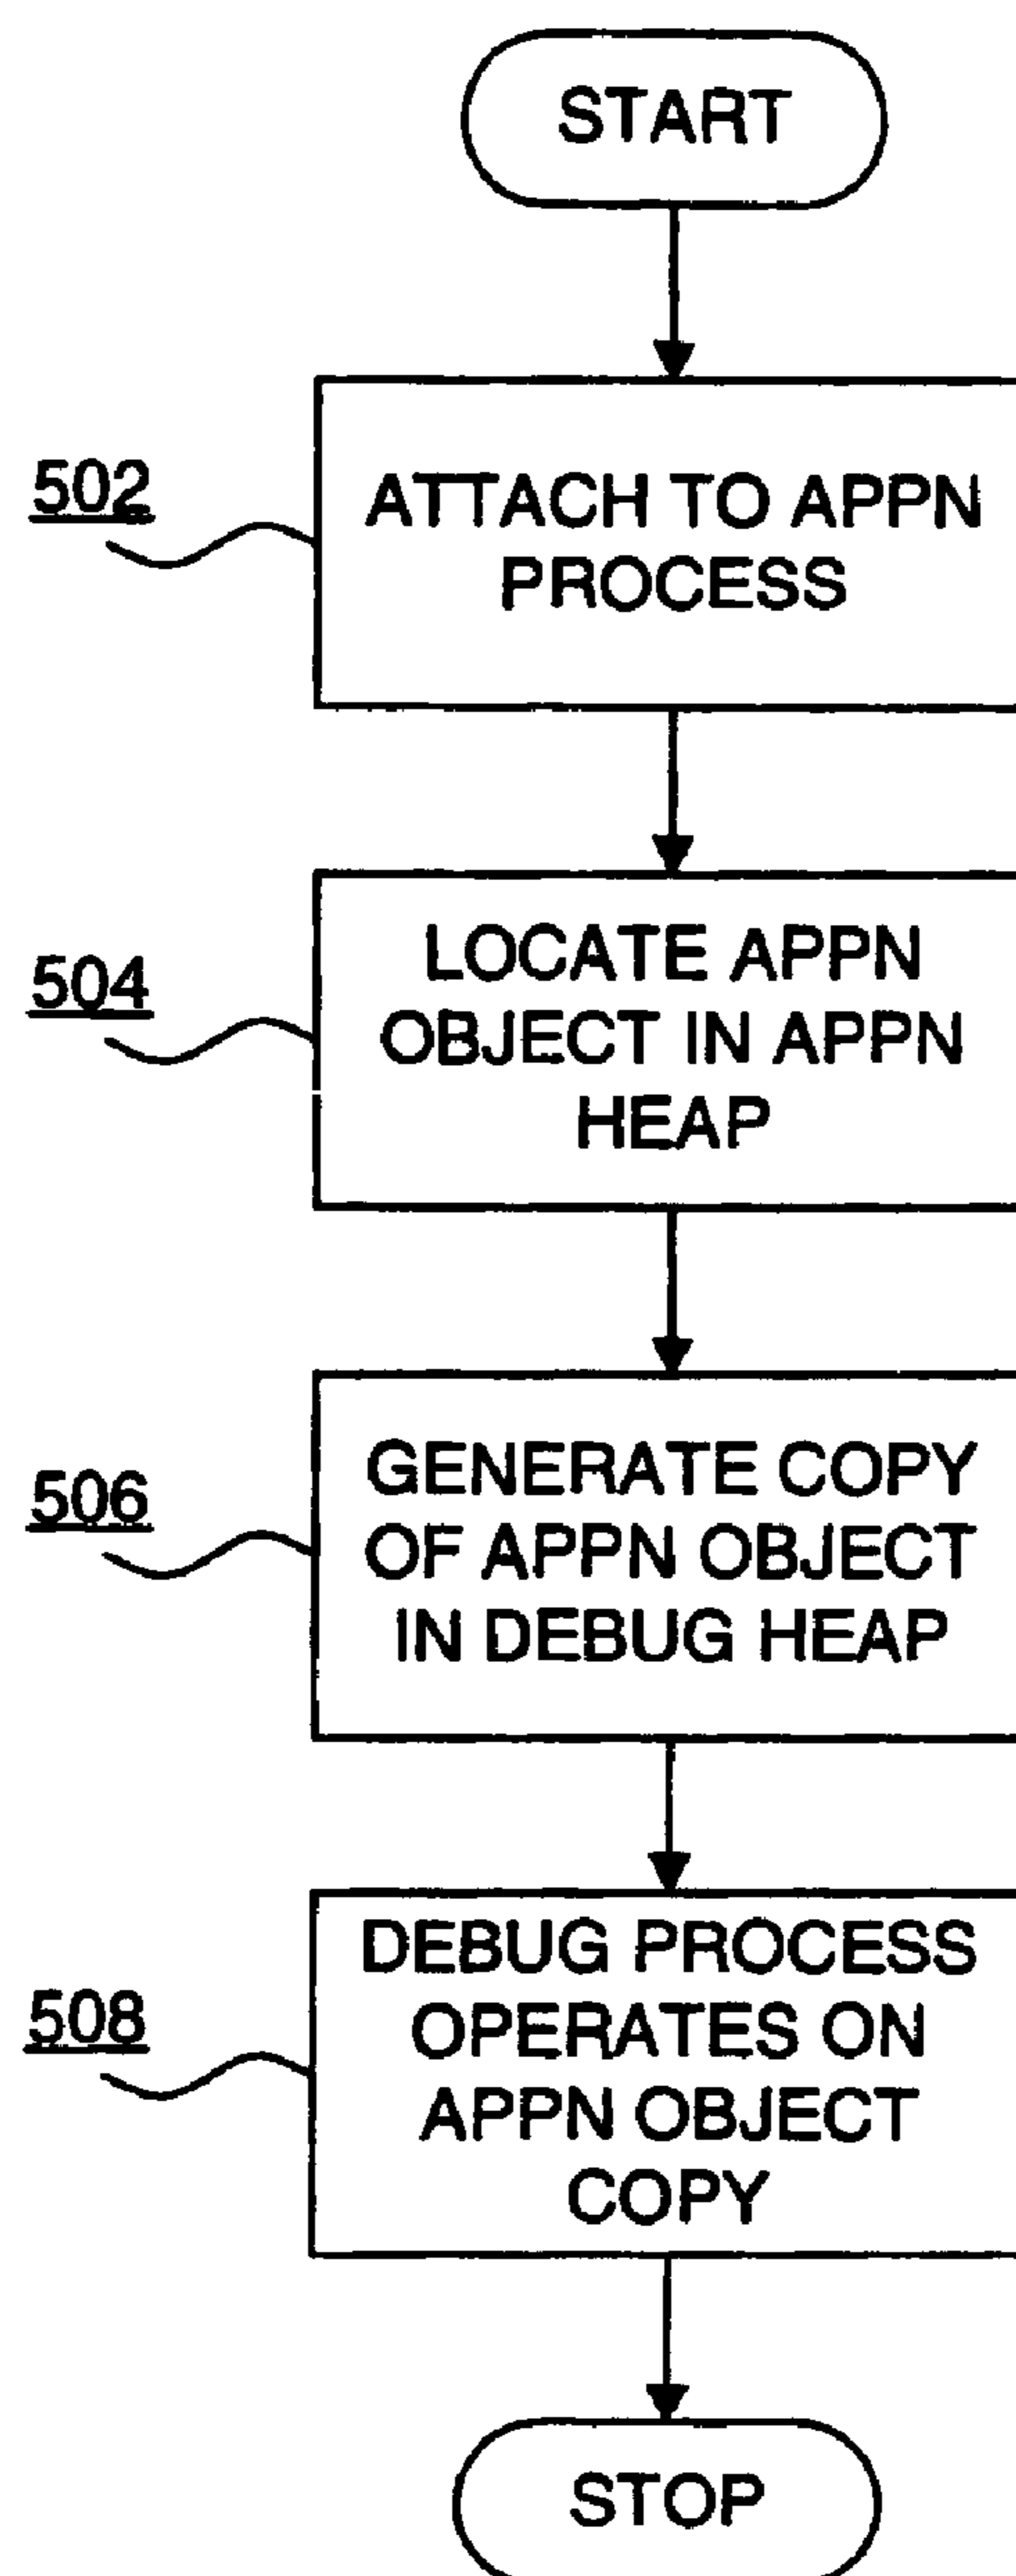 START
502
ATTACH TO APPN
PROCESS
504
LOCATE APPN
OBJECT IN APPN
HEAP
506
GENERATE COPY
OF APPN OBJECT
IN DEBUG HEAP
508
DEBUG PROCESS
OPERATES ON
APPN OBJECT
COPY
STOP